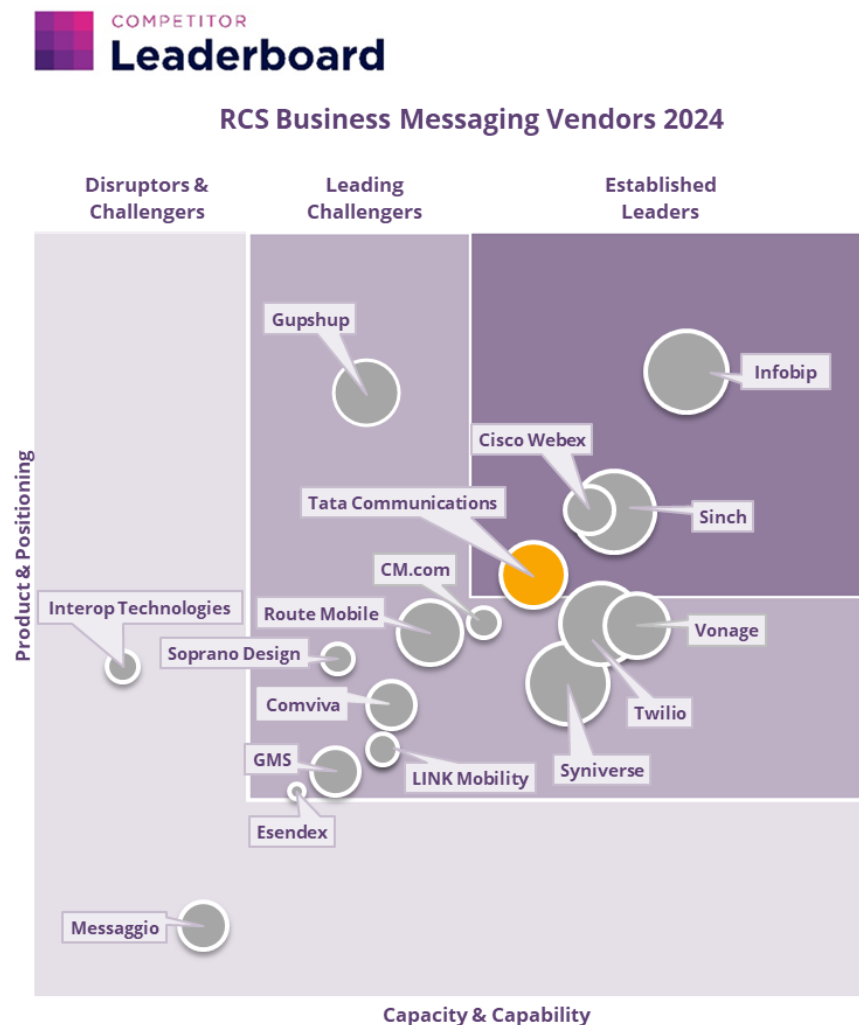 COMPETITOR
Leaderboard
RCS Business Messaging Vendors 2024
Disruptors &
Challengers
Leading
Challengers
Established
Leaders
Gupshup
Infobip
Cisco Webex
Tata Communications
Sinch
CM.com
Interop Technologies
Route Mobile
Vonage
Soprano Design
Comviva
Twilio
GMS
Syniverse
LINK Mobility
Esendex
Messaggio
Product & Positioning
Capacity & Capability